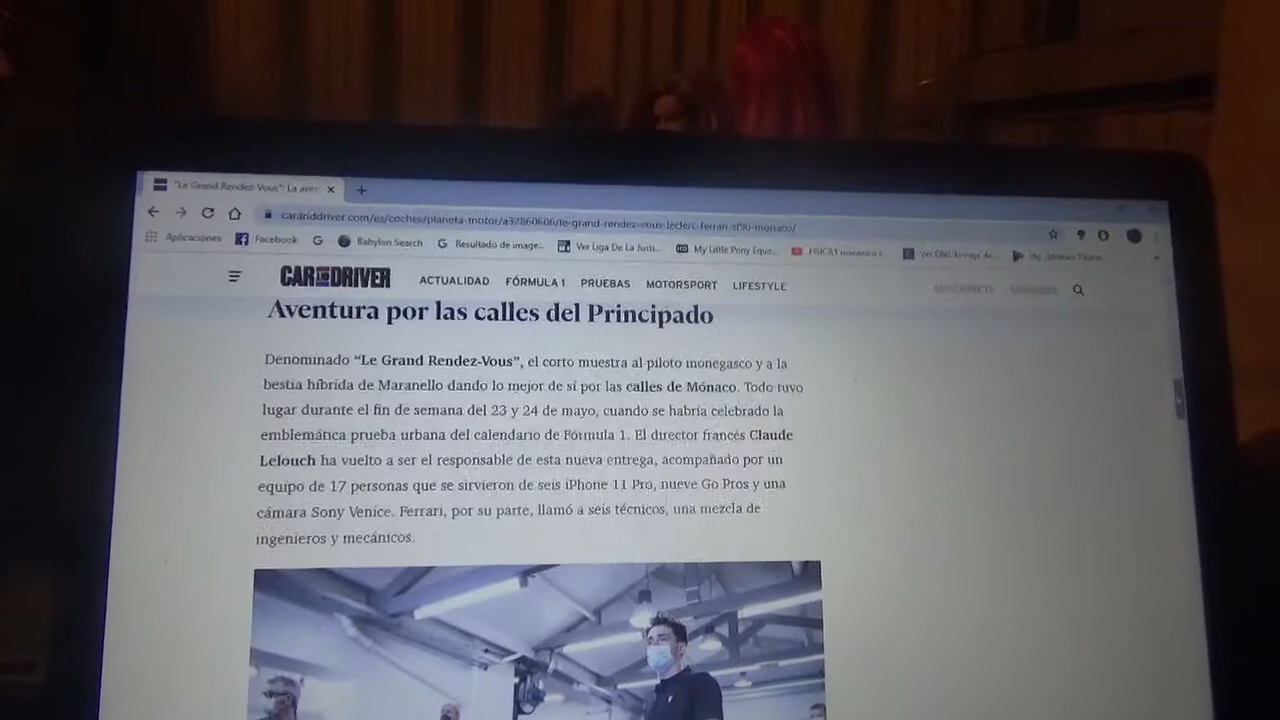 "Le Grand Rendez-Vous": La aven
caranddriver.com/es/coches/planeta-motor/a32860606/le-grand-rendez-vous-leclerc-ferrari-sf90-monaco/
Aplicaciones Facebook G Babylon Search Resultado de image... Ver Liga De La Justi... My Little Pony Eque...
CAR AND DRIVER ACTUALIDAD FÓRMULA 1 PRUEBAS MOTORSPORT LIFESTYLE SUSCRÍBETE SÍGUENOS
Aventura por las calles del Principado
Denominado “Le Grand Rendez-Vous”, el corto muestra al piloto monegasco y a la
bestia híbrida de Maranello dando lo mejor de sí por las calles de Mónaco. Todo tuvo
lugar durante el fin de semana del 23 y 24 de mayo, cuando se habría celebrado la
emblemática prueba urbana del calendario de Fórmula 1. El director francés Claude
Lelouch ha vuelto a ser el responsable de esta nueva entrega, acompañado por un
equipo de 17 personas que se sirvieron de seis iPhone 11 Pro, nueve Go Pros y una
cámara Sony Venice. Ferrari, por su parte, llamó a seis técnicos, una mezcla de
ingenieros y mecánicos.